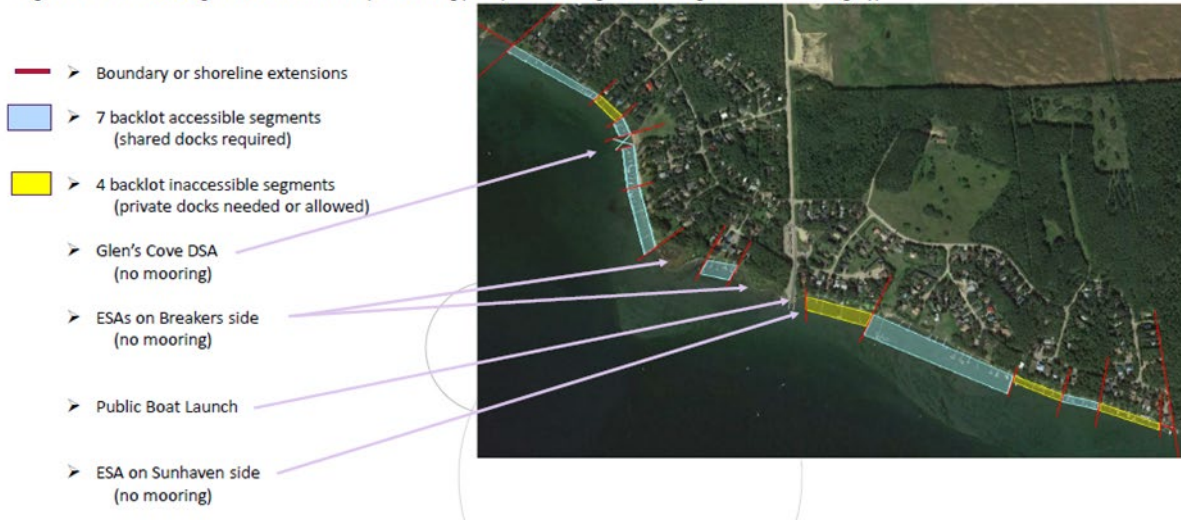 ➤ Boundary or shoreline extensions
➤ 7 backlot accessible segments
(shared docks required)
➤ 4 backlot inaccessible segments
(private docks needed or allowed)
➤ Glen's Cove DSA
(no mooring)
➤ ESAs on Breakers side
(no mooring)
➤ Public Boat Launch
➤ ESA on Sunhaven side
(no mooring)